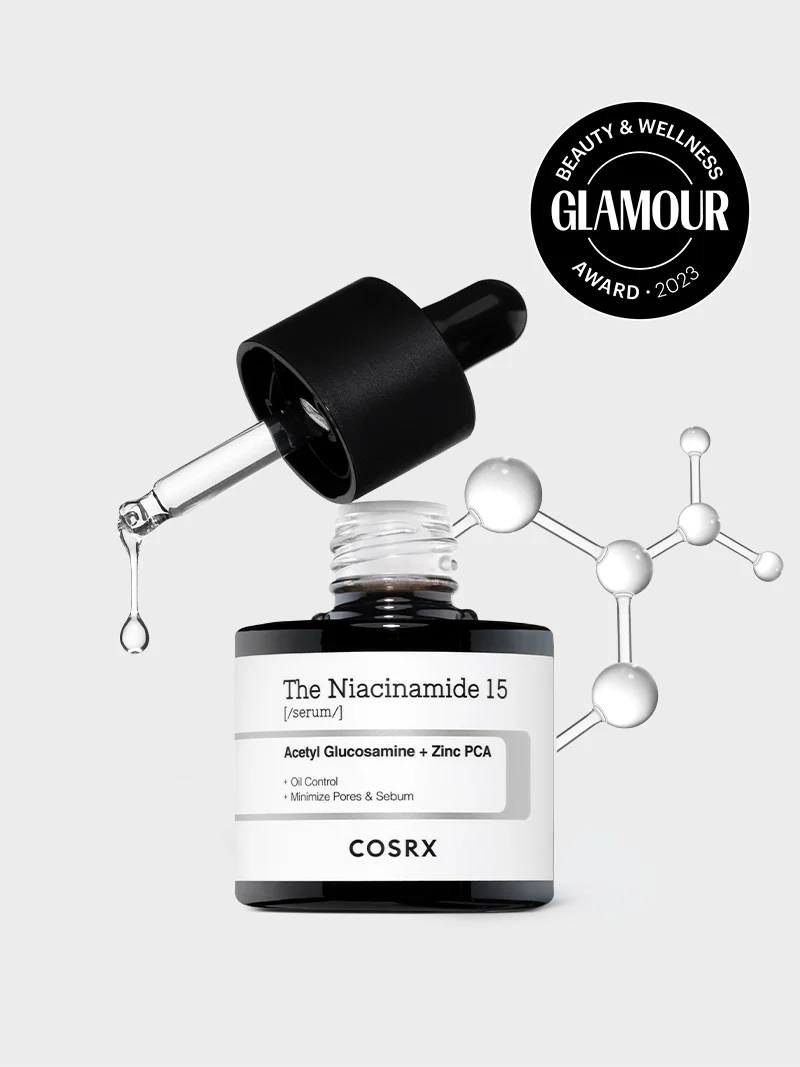 BEAUTY & WELLNESS
GLAMOUR
AWARD · 2023
The Niacinamide 15
[/serum/]
Acetyl Glucosamine + Zinc PCA
+ Oil Control
+ Minimize Pores & Sebum
COSRX